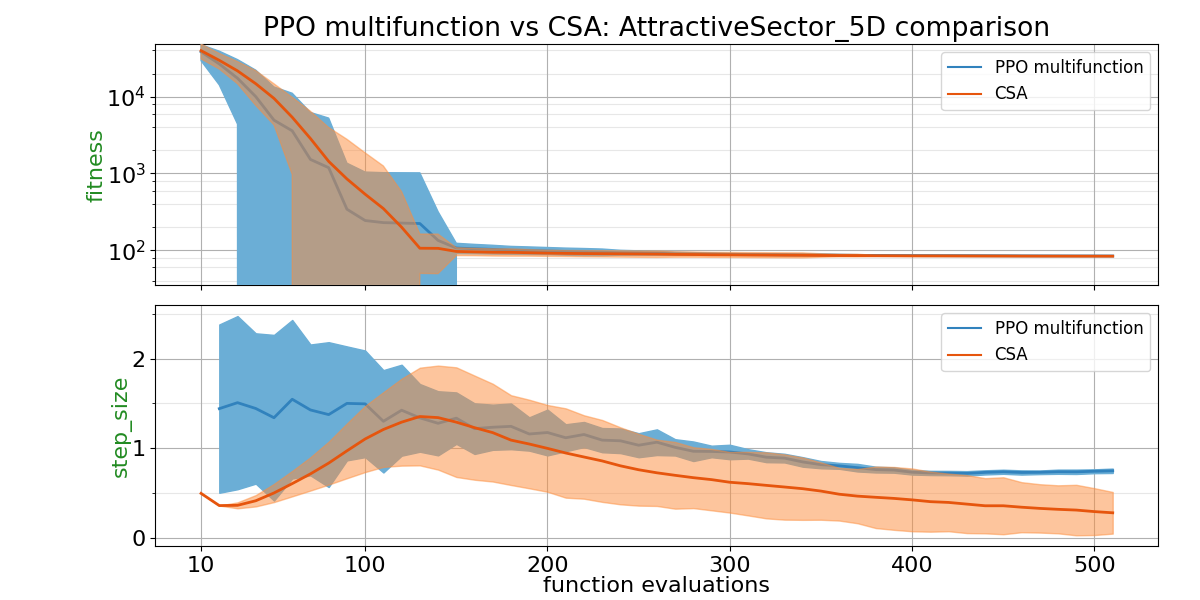 PPO multifunction vs CSA: AttractiveSector_5D comparison
fitness
10^4
10^3
10^2
PPO multifunction
CSA
step_size
2
1
0
PPO multifunction
CSA
10 100 200 300 400 500
function evaluations